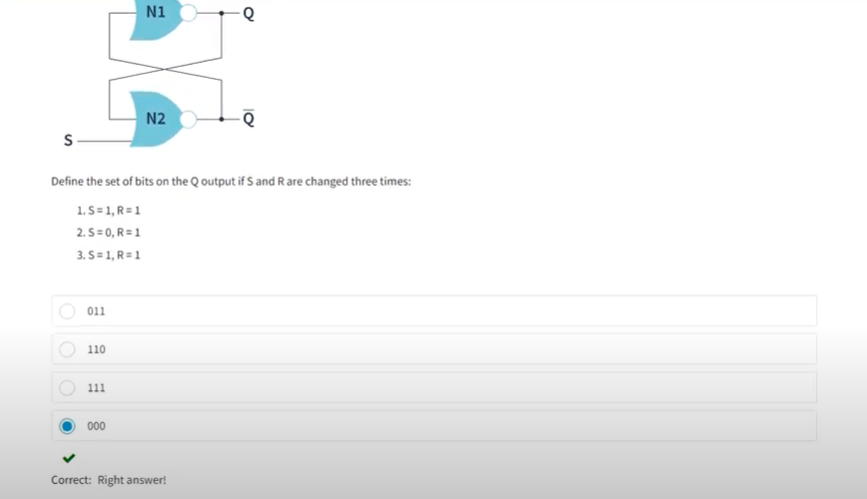 N1 Q
N2 Q̅
S
Define the set of bits on the Q output if S and R are changed three times:
1. S = 1, R = 1
2. S = 0, R = 1
3. S = 1, R = 1
011
110
111
000
Correct: Right answer!